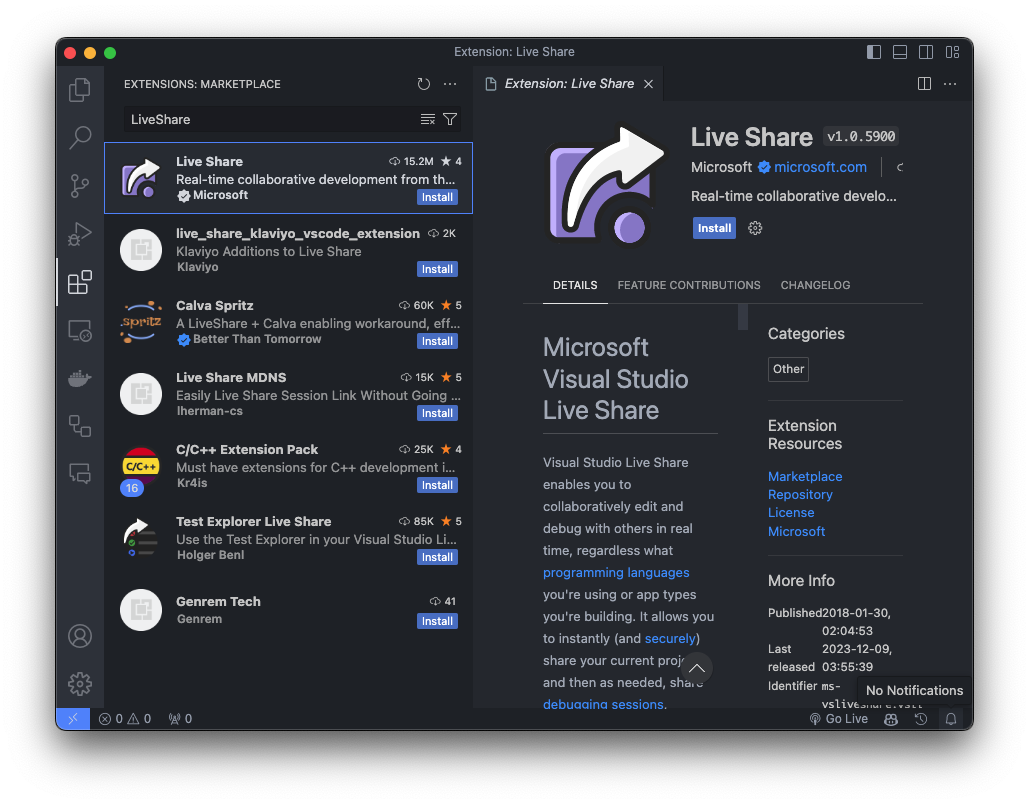 Extension: Live Share
EXTENSIONS: MARKETPLACE
LiveShare
Live Share 15.2M 4
Real-time collaborative development from th...
Microsoft Install
live_share_klaviyo_vscode_extension 2K
Klaviyo Additions to Live Share
Klaviyo Install
spritz
Calva Spritz 60K 5
A LiveShare + Calva enabling workaround, eff...
Better That Tomorrow Install
Live Share MDNS 15K 5
Easily Live Share Session Link Without Going ...
lherman-cs Install
C/C++
16
C/C++ Extension Pack 25K 4
Must have extensions for C++ development i...
Kr4is Install
Test Explorer Live Share 85K 5
Use the Test Explorer in your Visual Studio Li...
Holger Benl Install
Genrem Tech 41
Genrem Install
Extension: Live Share
Live Share v1.0.5900
Microsoft microsoft.com
Real-time collaborative develo...
Install
DETAILS FEATURE CONTRIBUTIONS CHANGELOG
Microsoft
Visual Studio
Live Share
Visual Studio Live Share
enables you to
collaboratively edit and
debug with others in real
time, regardless what
programming languages
you're using or app types
you're building. It allows you
to instantly (and securely)
share your current proj
and then as needed, share
debugging sessions,
Categories
Other
Extension
Resources
Marketplace
Repository
License
Microsoft
More Info
Published 2018-01-30,
02:04:53
Last 2023-12-09,
released 03:55:39
Identifier ms-
vsliveshare.vsli
No Notifications
0 0 0
Go Live